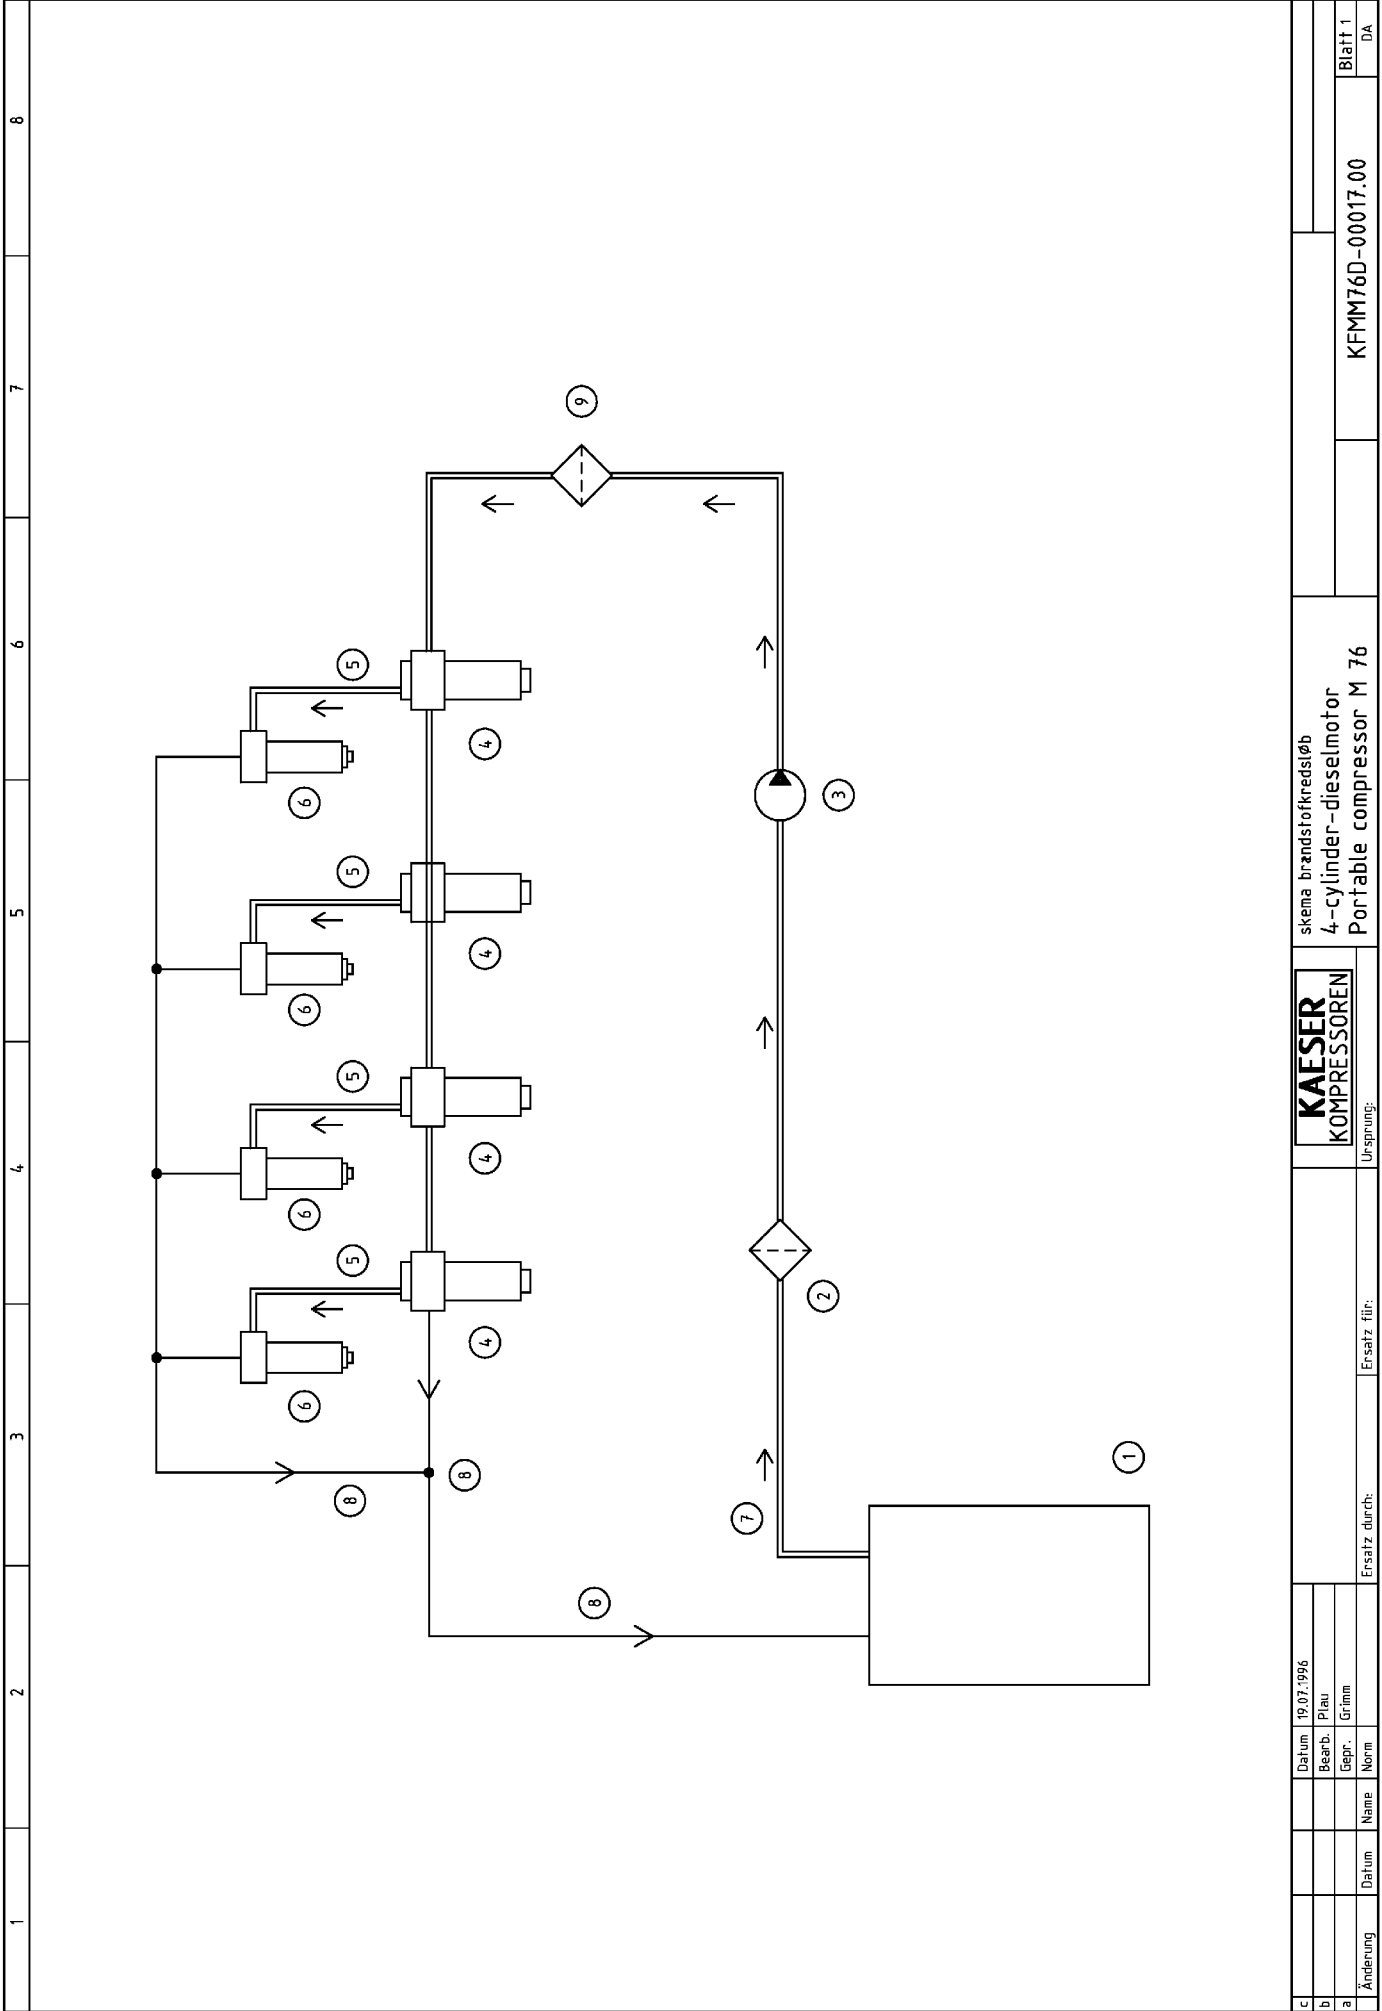 1 2 3 4 5 6 7 8
6 5 6 5 6 5 6 5
8
8
4 4 4 4
9
8
7
2
3
1
c
b
a
Änderung
Datum
Name
Datum 19.07.1996
Bearb. Plau
Gepr. Grimm
Norm
Ersatz durch:
Ersatz für:
Ursprung:
KAESER
KOMPRESSOREN
skema brændstofkredsløb
4-cylinder-dieselmotor
Portable compressor M 76
KFMM76D-00017.00
Blatt 1
DA